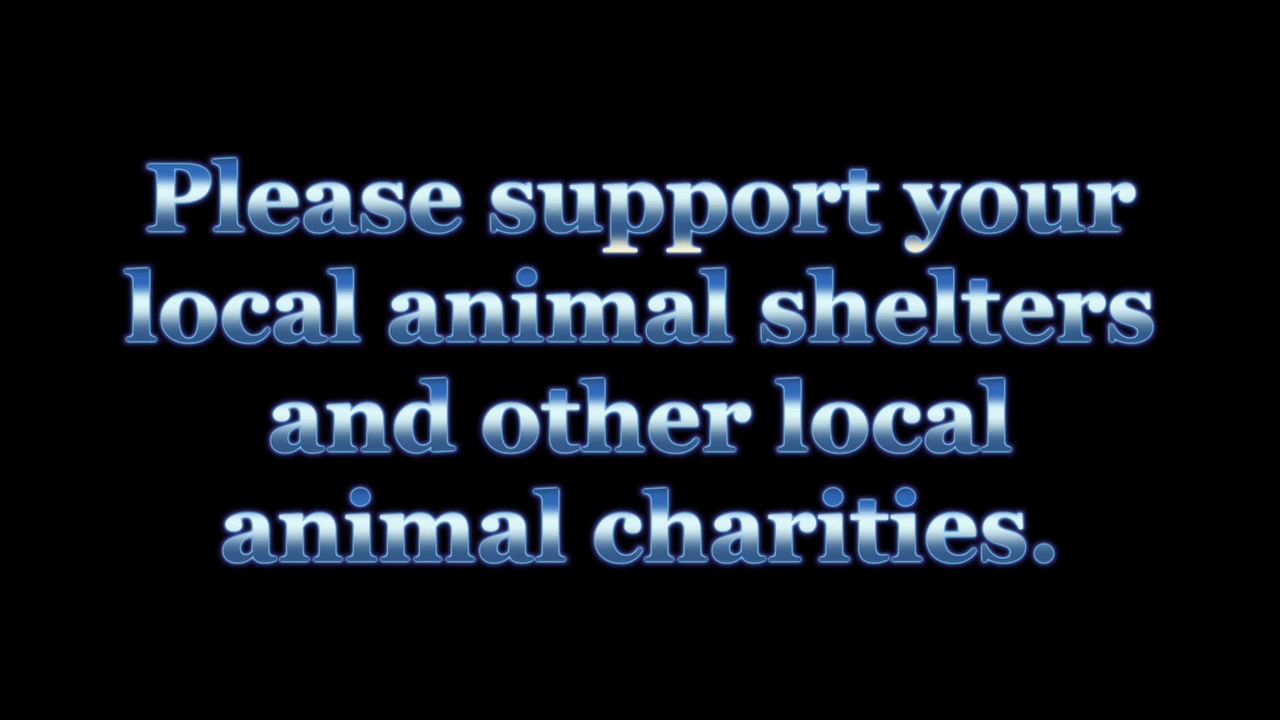 Please support your
local animal shelters
and other local
animal charities.